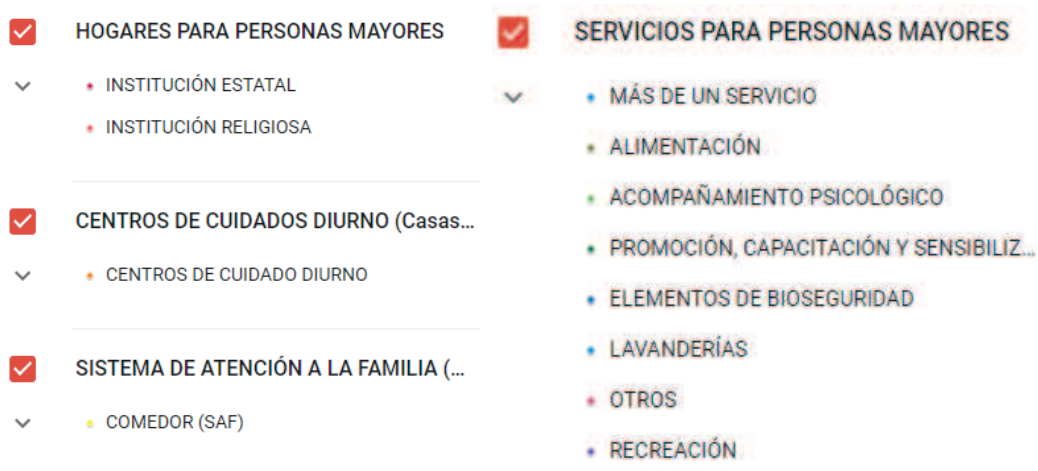 HOGARES PARA PERSONAS MAYORES
INSTITUCIÓN ESTATAL
INSTITUCIÓN RELIGIOSA
CENTROS DE CUIDADOS DIURNO (Casas...
CENTROS DE CUIDADO DIURNO
SISTEMA DE ATENCIÓN A LA FAMILIA (...
COMEDOR (SAF)
SERVICIOS PARA PERSONAS MAYORES
MÁS DE UN SERVICIO
ALIMENTACIÓN
ACOMPAÑAMIENTO PSICOLÓGICO
PROMOCIÓN, CAPACITACIÓN Y SENSIBILIZ...
ELEMENTOS DE BIOSEGURIDAD
LAVANDERÍAS
OTROS
RECREACIÓN